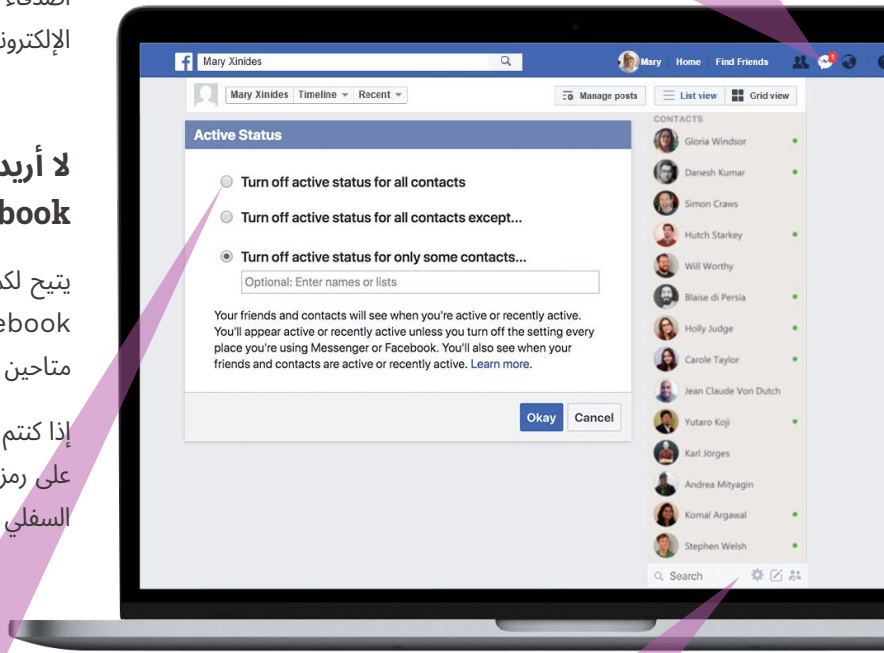 أصدقاء
لا أريد
book
يتيح لك
متاحين
إذا كنتم
على رمز
السفلي
f
Mary Xinides
Mary Home Find Friends
1
Mary Xinides Timeline Recent
Manage posts
List view Grid view
Active Status
Turn off active status for all contacts
Turn off active status for all contacts except...
Turn off active status for only some contacts...
Optional: Enter names or lists
Your friends and contacts will see when you're active or recently active.
You'll appear active or recently active unless you turn off the setting every
place you're using Messenger or Facebook. You'll also see when your
friends and contacts are active or recently active. Learn more.
Okay Cancel
CONTACTS
Gloria Windsor
Danesh Kumar
Simon Craws
Hutch Starkey
Will Worthy
Blaise di Persia
Holly Judge
Carole Taylor
Jean Claude Von Dutch
Yutaro Koji
Karl Jörges
Andrea Mityagin
Komal Argawal
Stephen Welsh
Search